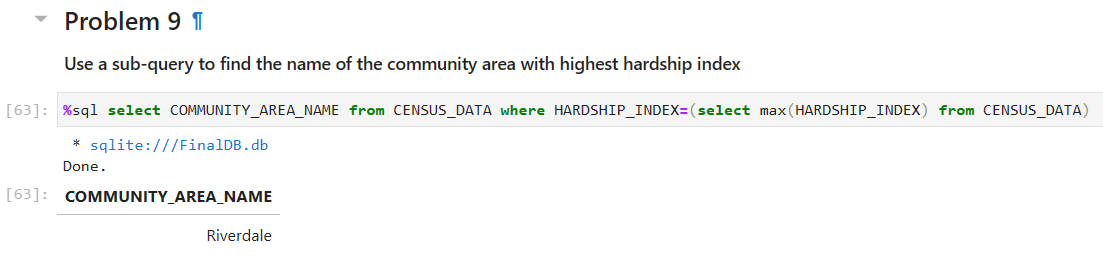 Problem 9 ¶
Use a sub-query to find the name of the community area with highest hardship index
[63]: %sql select COMMUNITY_AREA_NAME from CENSUS_DATA where HARDSHIP_INDEX=(select max(HARDSHIP_INDEX) from CENSUS_DATA)
* sqlite:///FinalDB.db
Done.
[63]: COMMUNITY_AREA_NAME
Riverdale